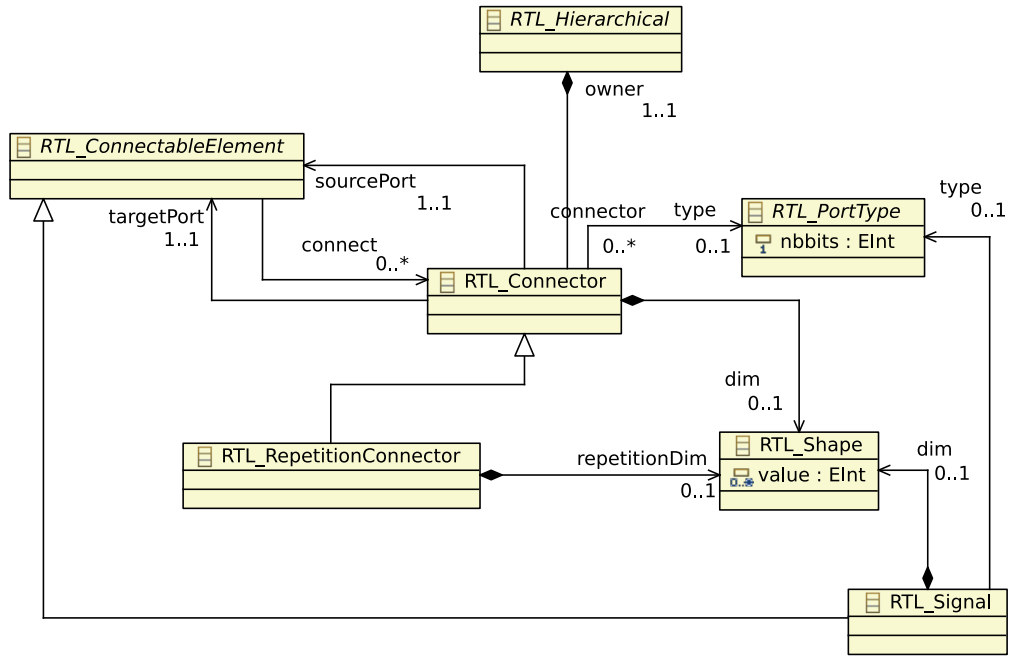 RTL_Hierarchical
owner
1..1
RTL_ConnectableElement
sourcePort
1..1
targetPort
1..1
connect
0..*
connector
0..*
type
0..1
RTL_PortType
nbbits : EInt
1
type
0..1
RTL_Connector
dim
0..1
RTL_RepetitionConnector
repetitionDim
0..1
RTL_Shape
value : EInt
0..*
dim
0..1
RTL_Signal